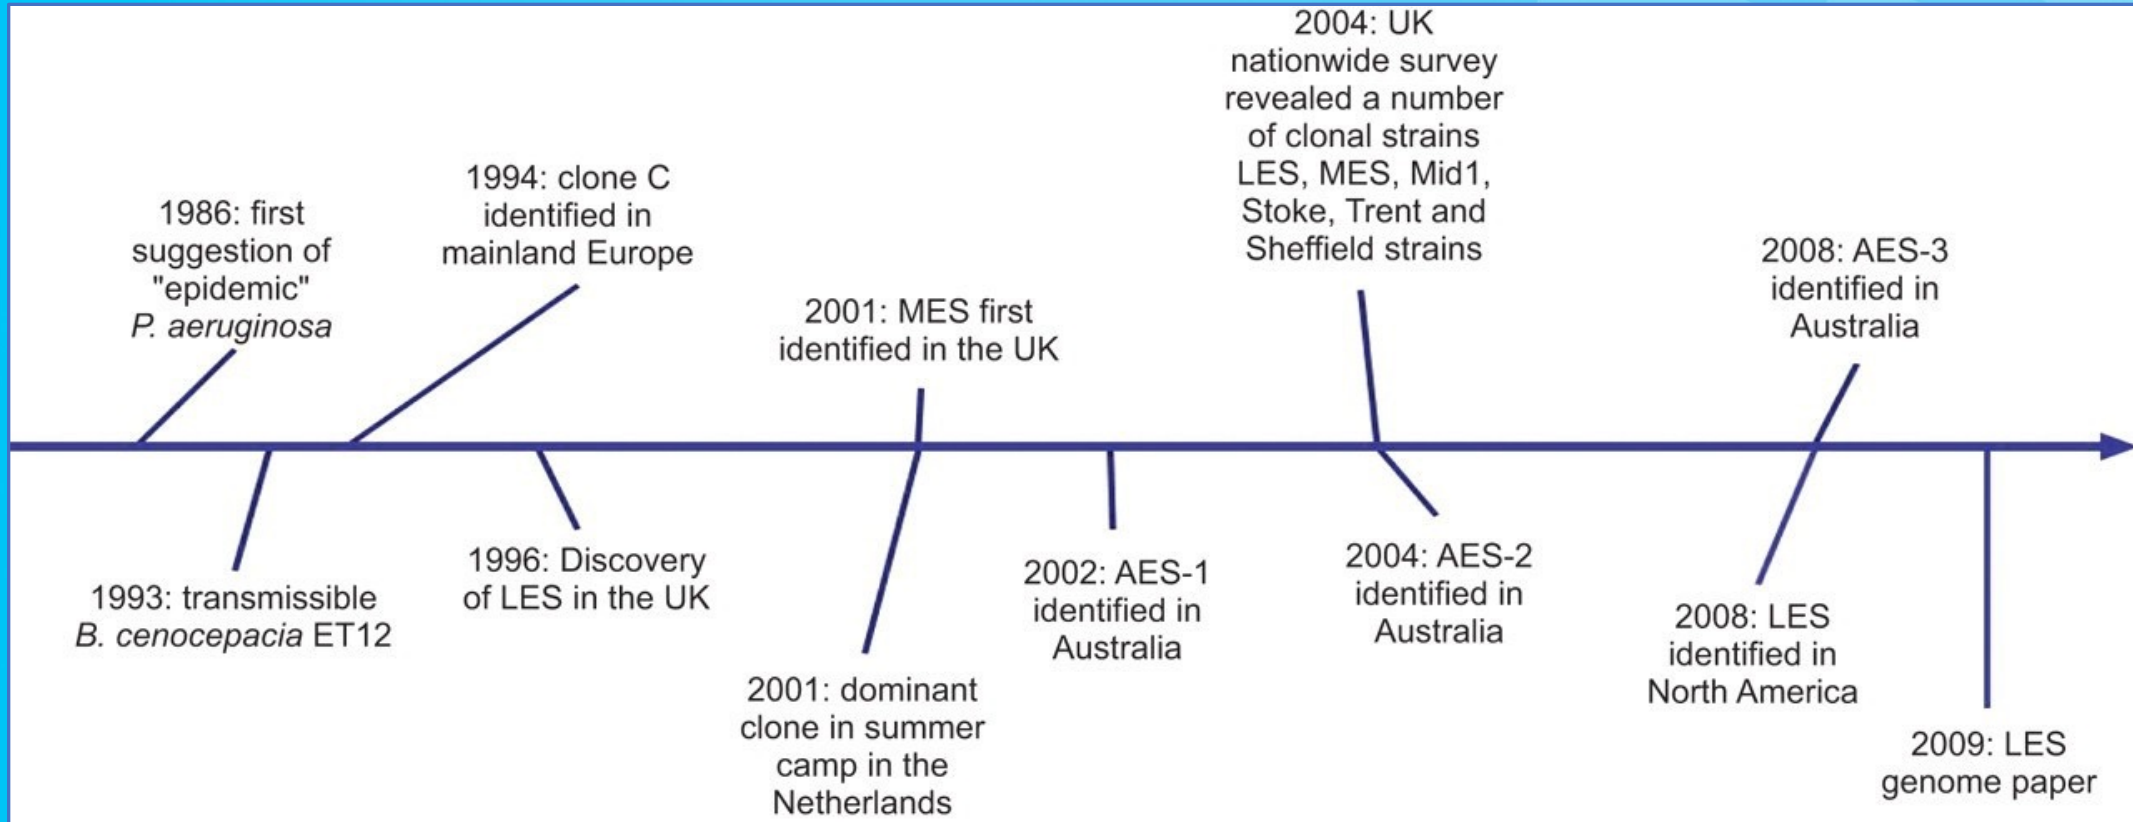 1986: first
suggestion of
"epidemic"
P. aeruginosa
1993: transmissible
B. cenocepacia ET12
1994: clone C
identified in
mainland Europe
1996: Discovery
of LES in the UK
2001: MES first
identified in the UK
2001: dominant
clone in summer
camp in the
Netherlands
2002: AES-1
identified in
Australia
2004: UK
nationwide survey
revealed a number
of clonal strains
LES, MES, Mid1,
Stoke, Trent and
Sheffield strains
2004: AES-2
identified in
Australia
2008: AES-3
identified in
Australia
2008: LES
identified in
North America
2009: LES
genome paper